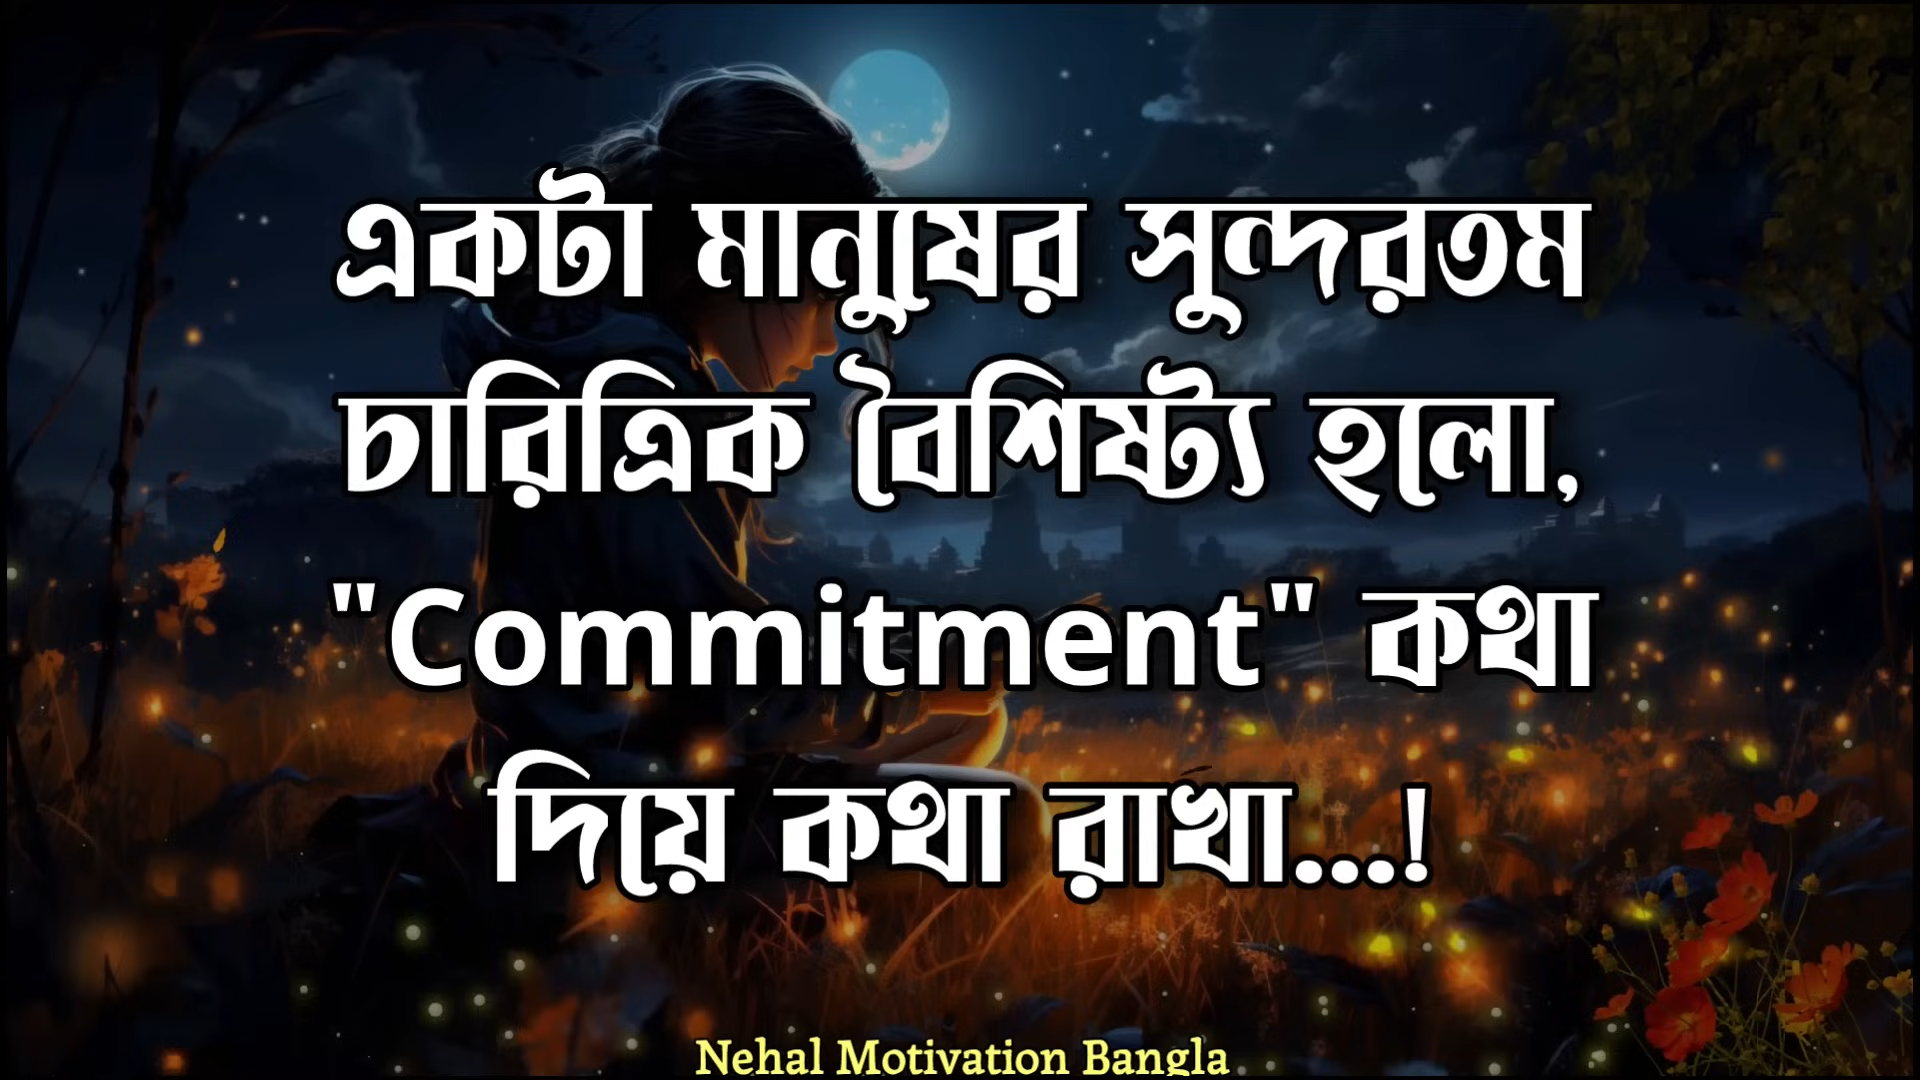 একটা মানুষের সুন্দরতম
চারিত্রিক বৈশিষ্ট্য হলো,
"Commitment" কথা
দিয়ে কথা রাখা...!
Nehal Motivation Bangla